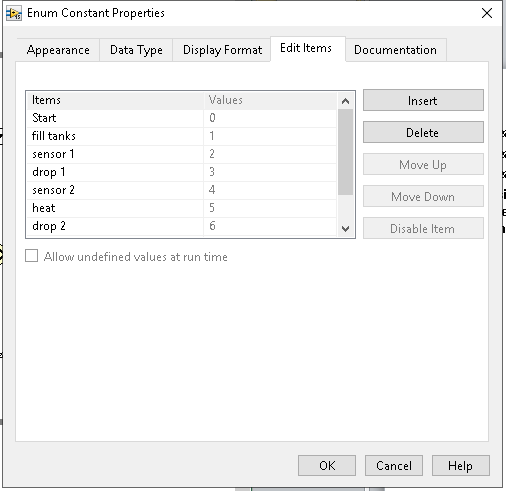 Enum Constant Properties
Appearance Data Type Display Format Edit Items Documentation
Items Values
Start 0
fill tanks 1
sensor 1 2
drop 1 3
sensor 2 4
heat 5
drop 2 6
Insert
Delete
Move Up
Move Down
Disable Item
Allow undefined values at run time
OK Cancel Help